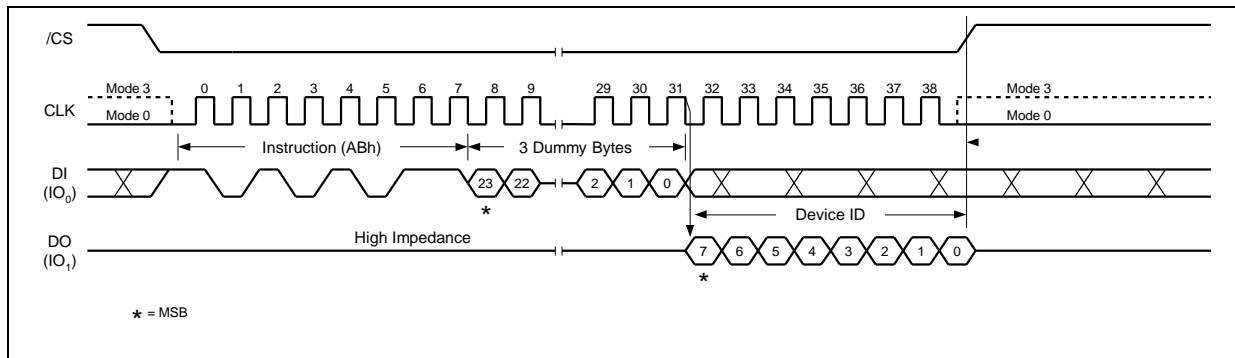 /CS
Mode 3
0 1 2 3 4 5 6 7 8 9 29 30 31 32 33 34 35 36 37 38
Mode 3
CLK
Mode 0
Mode 0
Instruction (ABh)
3 Dummy Bytes
DI
(IO0)
23 22 2 1 0
*
Device ID
High Impedance
DO
(IO1)
7 6 5 4 3 2 1 0
*
* = MSB